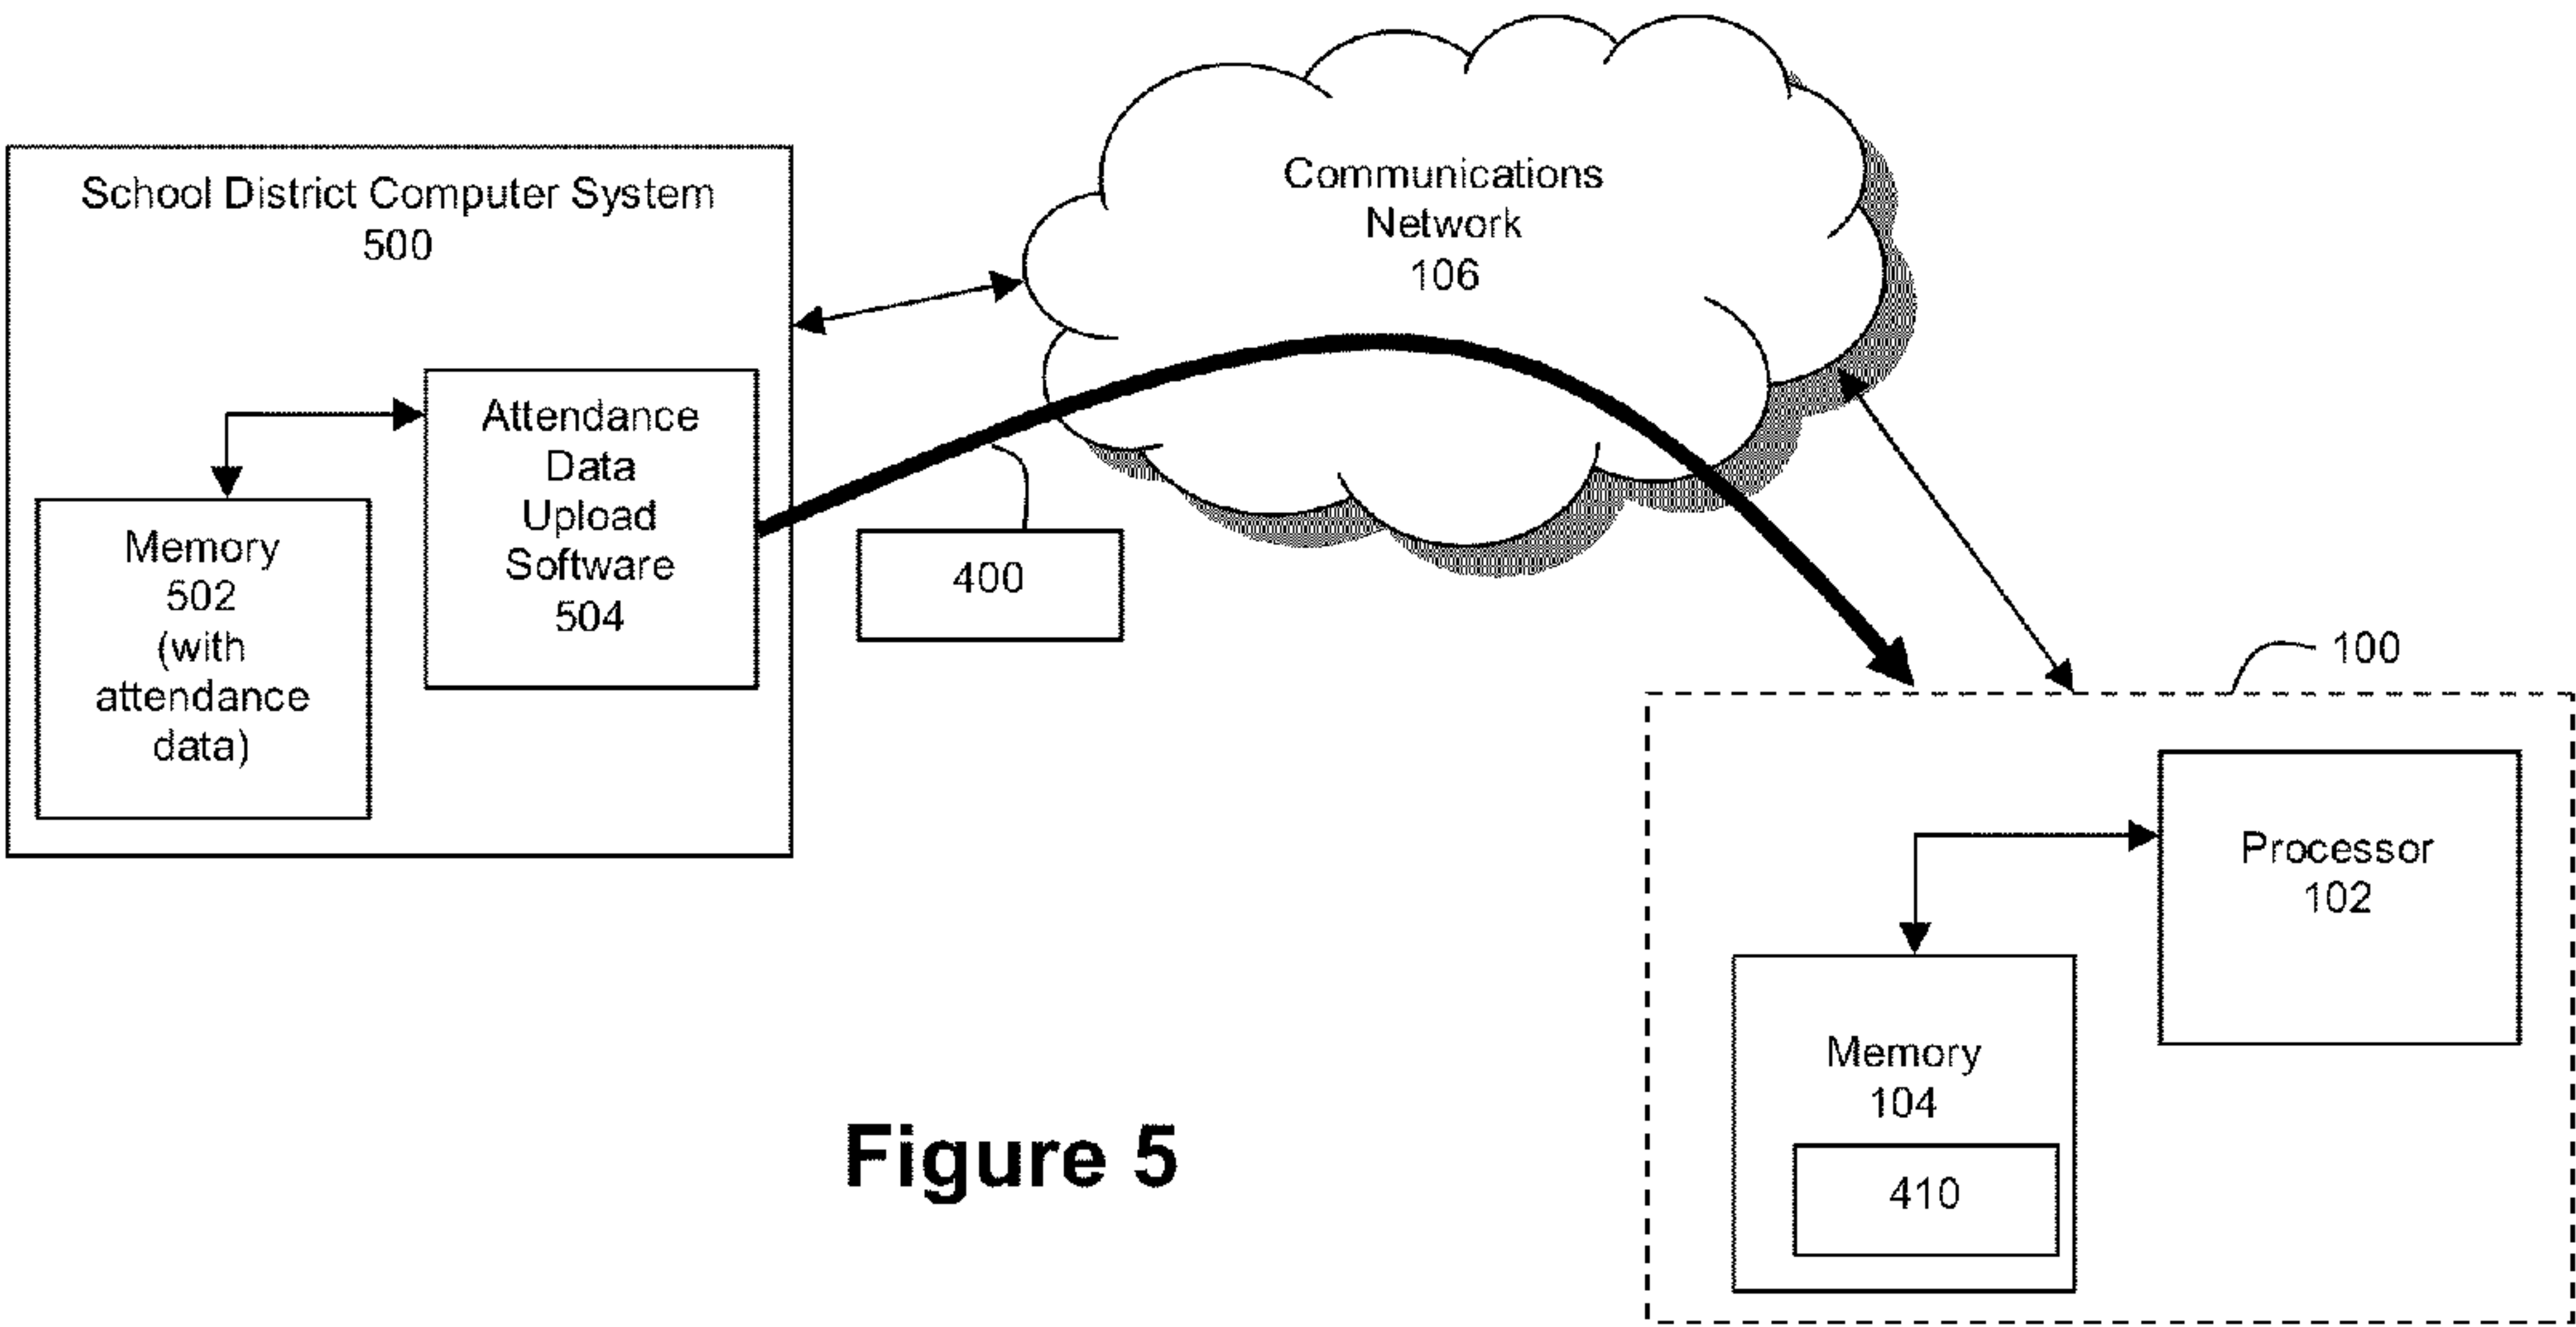 School District Computer System
500
Communications
Network
106
Attendance
Data
Upload
Software
504
Memory
502
(with
attendance
data)
400
100
Processor
102
Memory
104
410
Figure 5